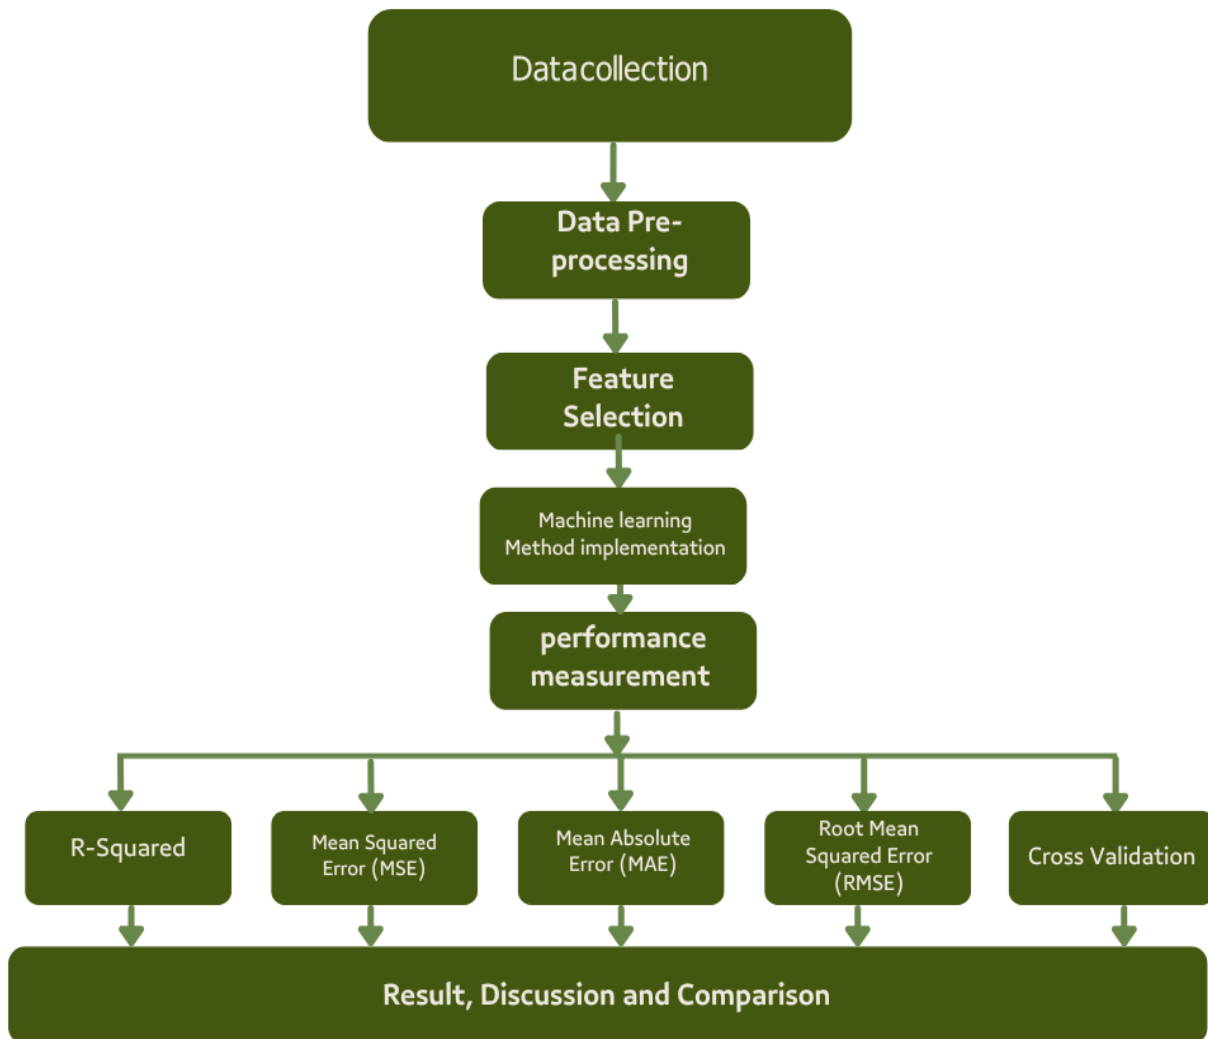 Datacollection
Data Pre-
processing
Feature
Selection
Machine learning
Method implementation
performance
measurement
R-Squared
Mean Squared
Error (MSE)
Mean Absolute
Error (MAE)
Root Mean
Squared Error
(RMSE)
Cross Validation
Result, Discussion and Comparison